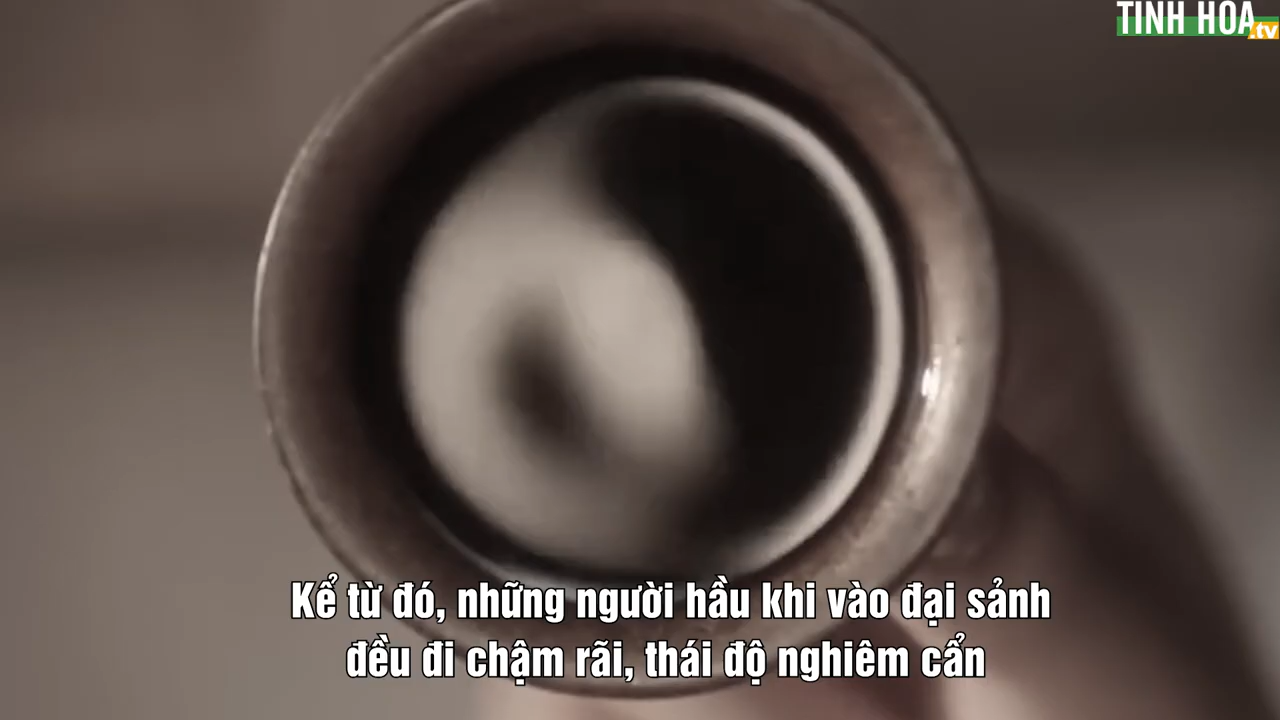 TINH HOA
.tv
Kể từ đó, những người hầu khi vào đại sảnh
đều đi chậm rãi, thái độ nghiêm cẩn